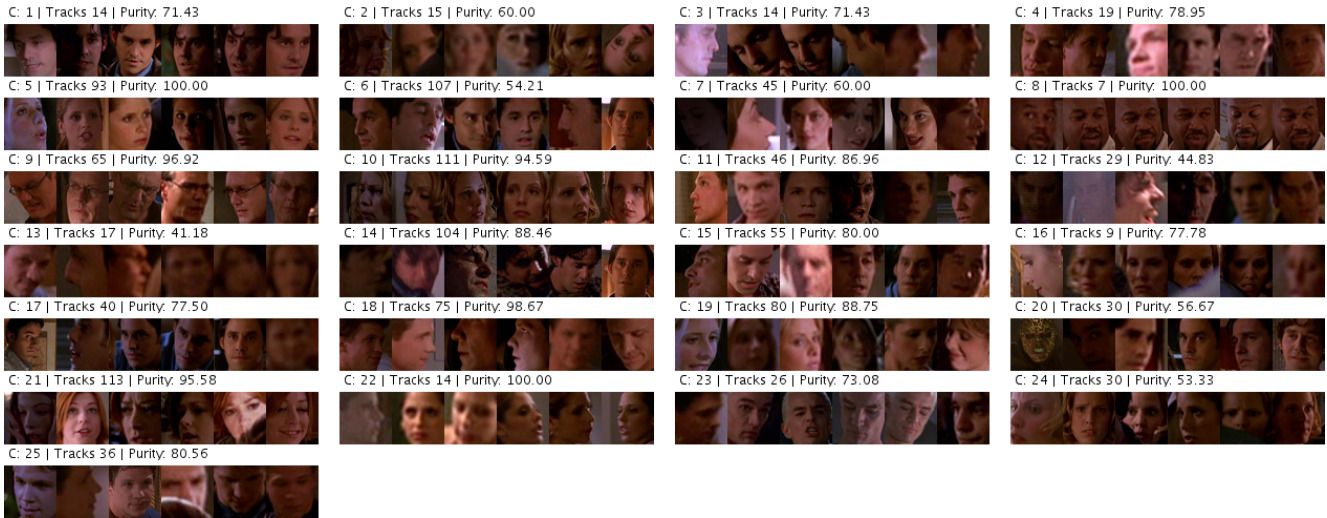 C: 1 | Tracks 14 | Purity: 71.43
C: 2 | Tracks 15 | Purity: 60.00
C: 3 | Tracks 14 | Purity: 71.43
C: 4 | Tracks 19 | Purity: 78.95
C: 5 | Tracks 93 | Purity: 100.00
C: 6 | Tracks 107 | Purity: 54.21
C: 7 | Tracks 45 | Purity: 60.00
C: 8 | Tracks 7 | Purity: 100.00
C: 9 | Tracks 65 | Purity: 96.92
C: 10 | Tracks 111 | Purity: 94.59
C: 11 | Tracks 46 | Purity: 86.96
C: 12 | Tracks 29 | Purity: 44.83
C: 13 | Tracks 17 | Purity: 41.18
C: 14 | Tracks 104 | Purity: 88.46
C: 15 | Tracks 55 | Purity: 80.00
C: 16 | Tracks 9 | Purity: 77.78
C: 17 | Tracks 40 | Purity: 77.50
C: 18 | Tracks 75 | Purity: 98.67
C: 19 | Tracks 80 | Purity: 88.75
C: 20 | Tracks 30 | Purity: 56.67
C: 21 | Tracks 113 | Purity: 95.58
C: 22 | Tracks 14 | Purity: 100.00
C: 23 | Tracks 26 | Purity: 73.08
C: 24 | Tracks 30 | Purity: 53.33
C: 25 | Tracks 36 | Purity: 80.56